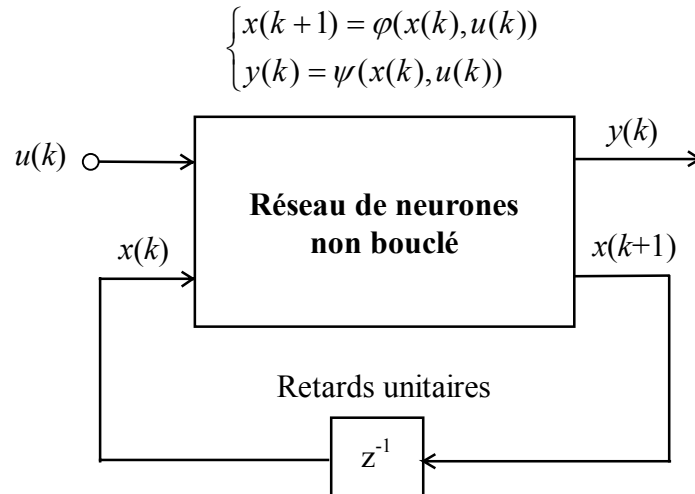 x(k+1) = φ(x(k),u(k))
y(k) = ψ(x(k),u(k))
y(k)
u(k)
Réseau de neurones
non bouclé
x(k)
x(k+1)
Retards unitaires
z-1